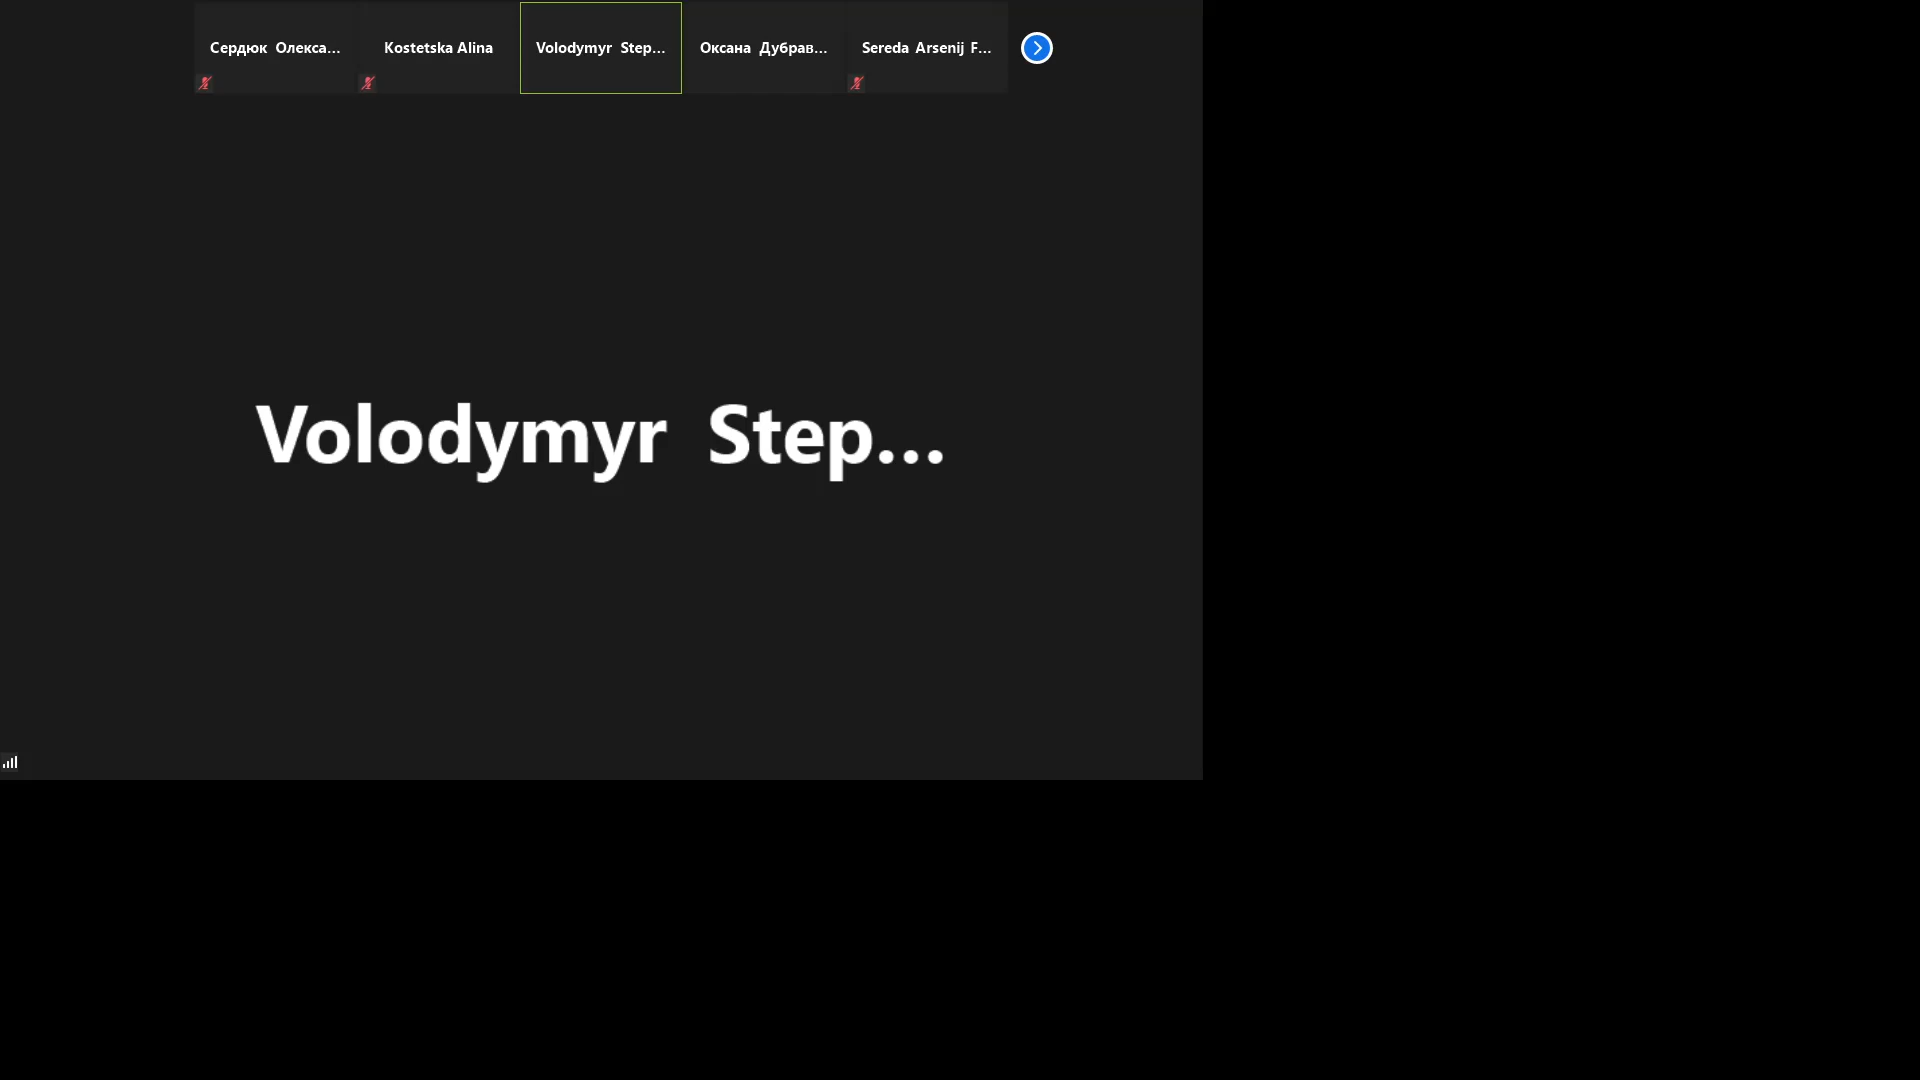 Сердюк Олекса...
Kostetska Alina
Volodymyr Step...
Оксана Дубрав...
Sereda Arsenij F...
Volodymyr Step...